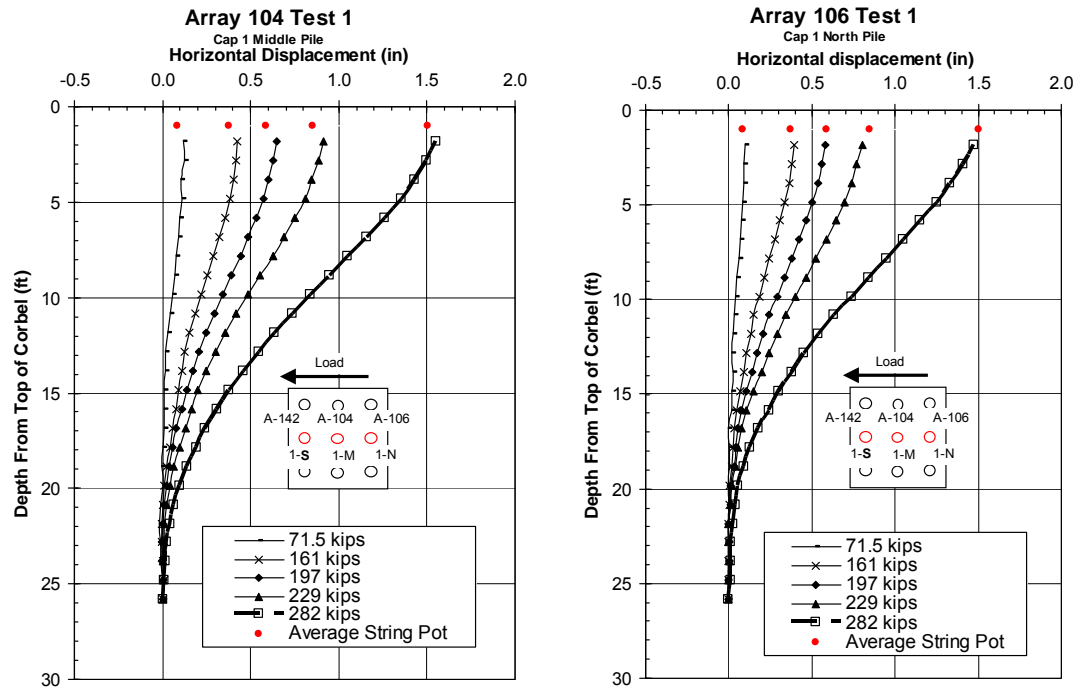 Array 104 Test 1
Cap 1 Middle Pile
Horizontal Displacement (in)
-0.5 0.0 0.5 1.0 1.5 2.0
0
5
10
15
20
25
30
Depth From Top of Corbel (ft)
Load
A-142 A-104 A-106
1-S 1-M 1-N
71.5 kips
161 kips
197 kips
229 kips
282 kips
Average String Pot
Array 106 Test 1
Cap 1 North Pile
Horizontal displacement (in)
-0.5 0.0 0.5 1.0 1.5 2.0
0
5
10
15
20
25
30
Depth From Top of Corbel (ft)
Load
A-142 A-104 A-106
1-S 1-M 1-N
71.5 kips
161 kips
197 kips
229 kips
282 kips
Average String Pot